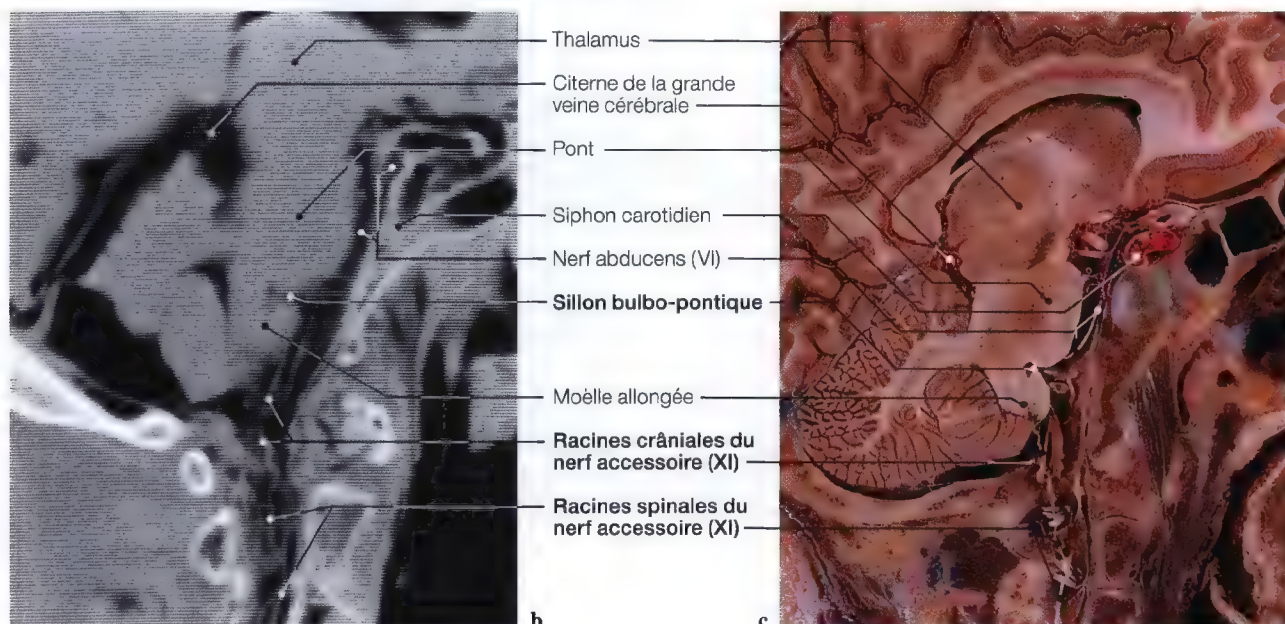 Thalamus
Citerne de la grande
veine cérébrale
Pont
Siphon carotidien
Nerf abducens (VI)
Sillon bulbo-pontique
Moëlle allongée
Racines crâniales du
nerf accessoire (XI)
Racines spinales du
nerf accessoire (XI)
b
c